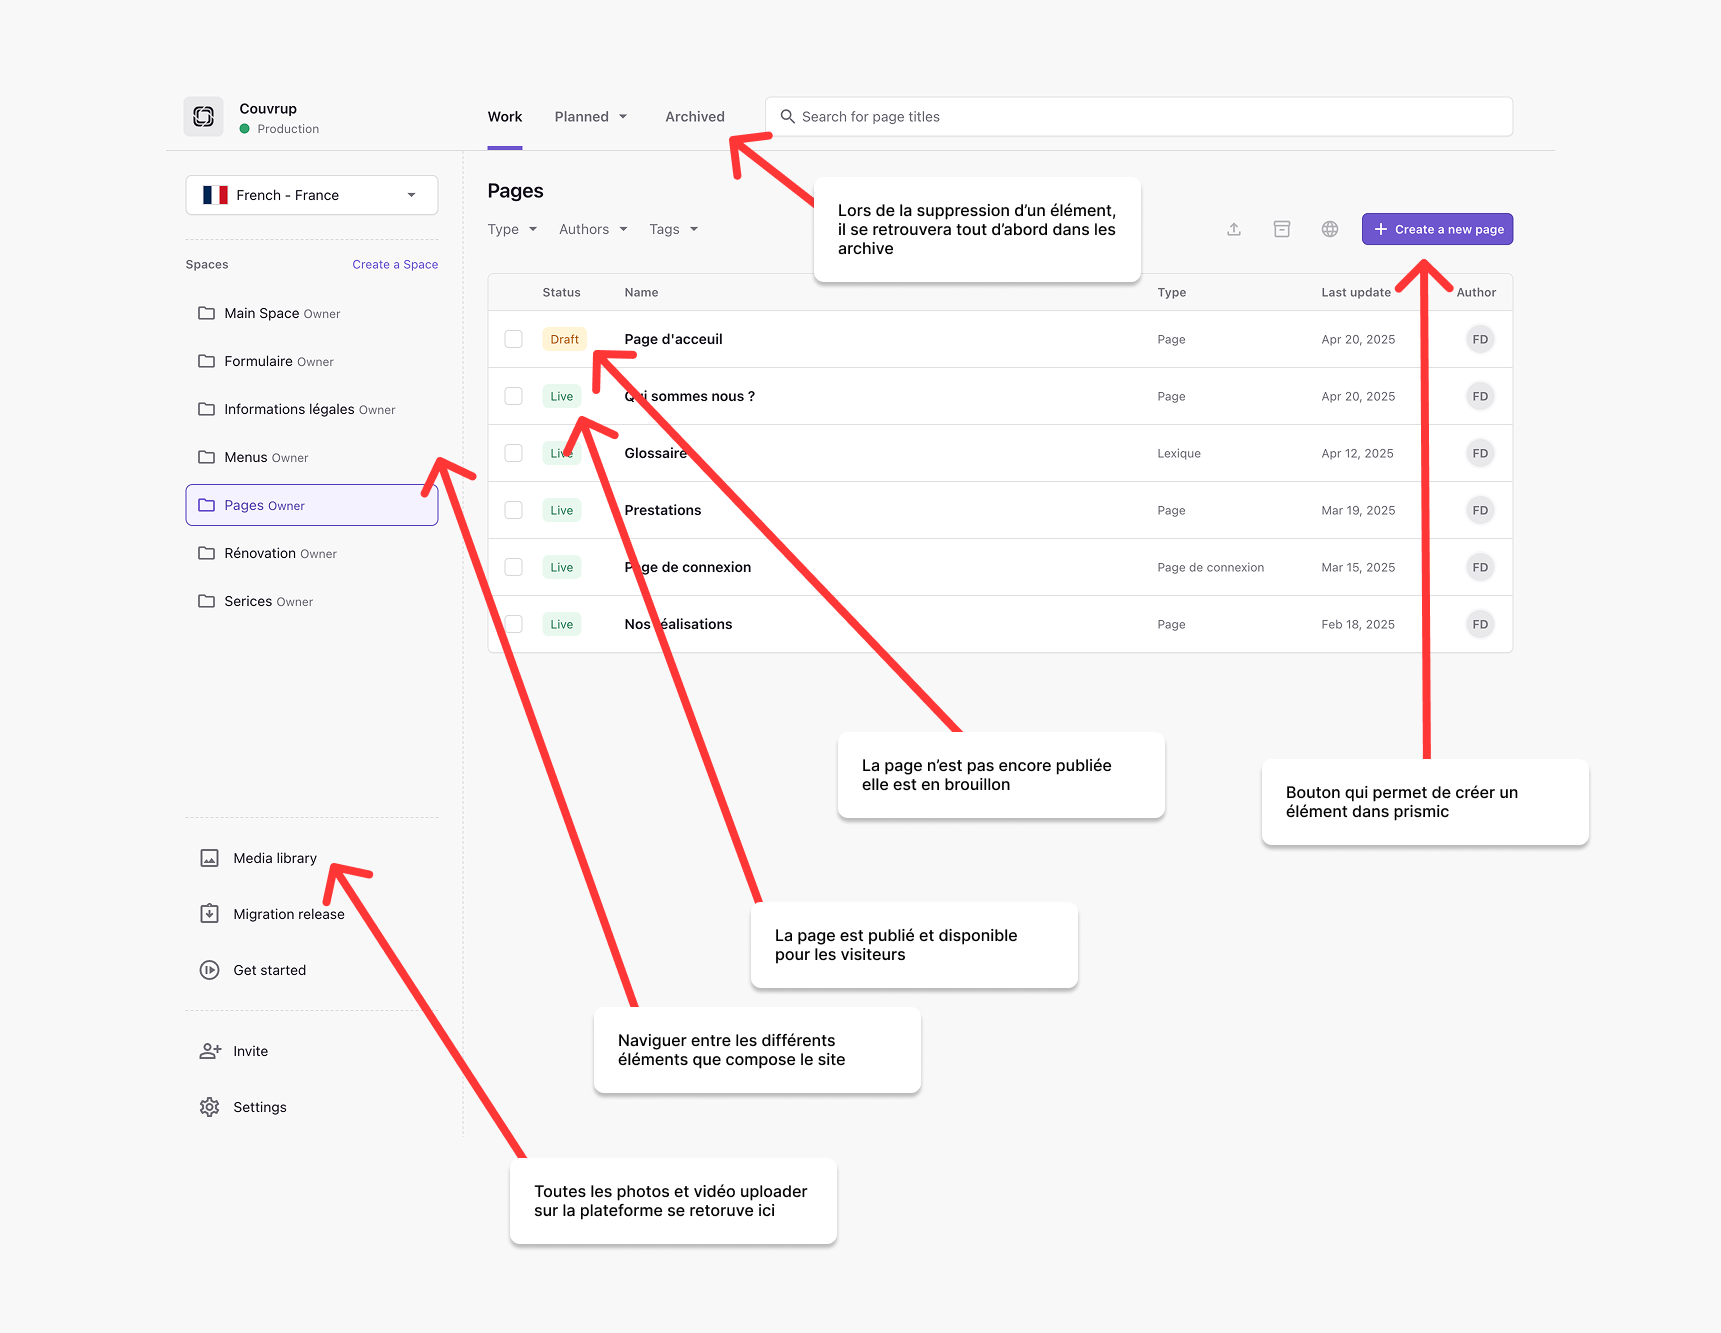 Couvrup
Production
Work
Planned
Archived
Search for page titles
French - France
Pages
Type
Authors
Tags
Create a new page
Lors de la suppression d’un élément,
il se retrouvera tout d’abord dans les
archive
Spaces
Create a Space
Main Space Owner
Formulaire Owner
Informations légales Owner
Menus Owner
Pages Owner
Rénovation Owner
Serices Owner
Status Name Type Last update Author
Draft Page d'acceuil Page Apr 20, 2025 FD
Live Qui sommes nous ? Page Apr 20, 2025 FD
Live Glossaire Lexique Apr 12, 2025 FD
Live Prestations Page Mar 19, 2025 FD
Live Page de connexion Page de connexion Mar 15, 2025 FD
Live Nos réalisations Page Feb 18, 2025 FD
La page n’est pas encore publiée
elle est en brouillon
Bouton qui permet de créer un
élément dans prismic
Media library
Migration release
Get started
Invite
Settings
La page est publié et disponible
pour les visiteurs
Naviguer entre les différents
éléments que compose le site
Toutes les photos et vidéo uploader
sur la plateforme se retoruve ici